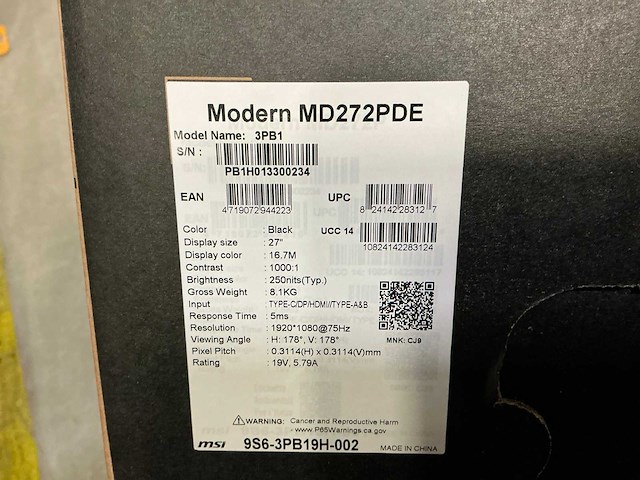 Modern MD272PDE
Model Name: 3PB1
S/N :
PB1H013300234
EAN
4719072944223
UPC
8 24142 28312 7
Color : Black
UCC 14
10824142283124
Display size : 27"
Display color : 16.7M
Contrast : 1000:1
Brightness : 250nits(Typ.)
Gross Weight : 8.1KG
Input : TYPE-C/DP/HDMI//TYPE-A&B
Response Time : 5ms
Resolution : 1920*1080@75Hz
Viewing Angle : H: 178°, V: 178°
MNK: CJ9
Pixel Pitch : 0.3114(H) x 0.3114(V)mm
Rating : 19V, 5.79A
WARNING: Cancer and Reproductive Harm
- www.P65Warnings.ca.gov
msi 9S6-3PB19H-002 MADE IN CHINA